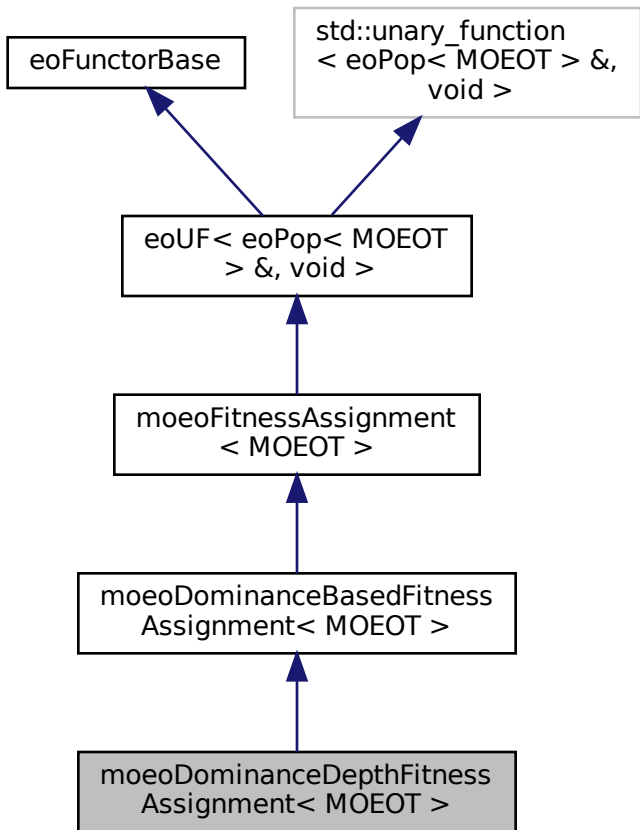 eoFunctorBase
std::unary_function
< eoPop< MOEOT > &,
void >
eoUF< eoPop< MOEOT
> &, void >
moeoFitnessAssignment
< MOEOT >
moeoDominanceBasedFitness
Assignment< MOEOT >
moeoDominanceDepthFitness
Assignment< MOEOT >